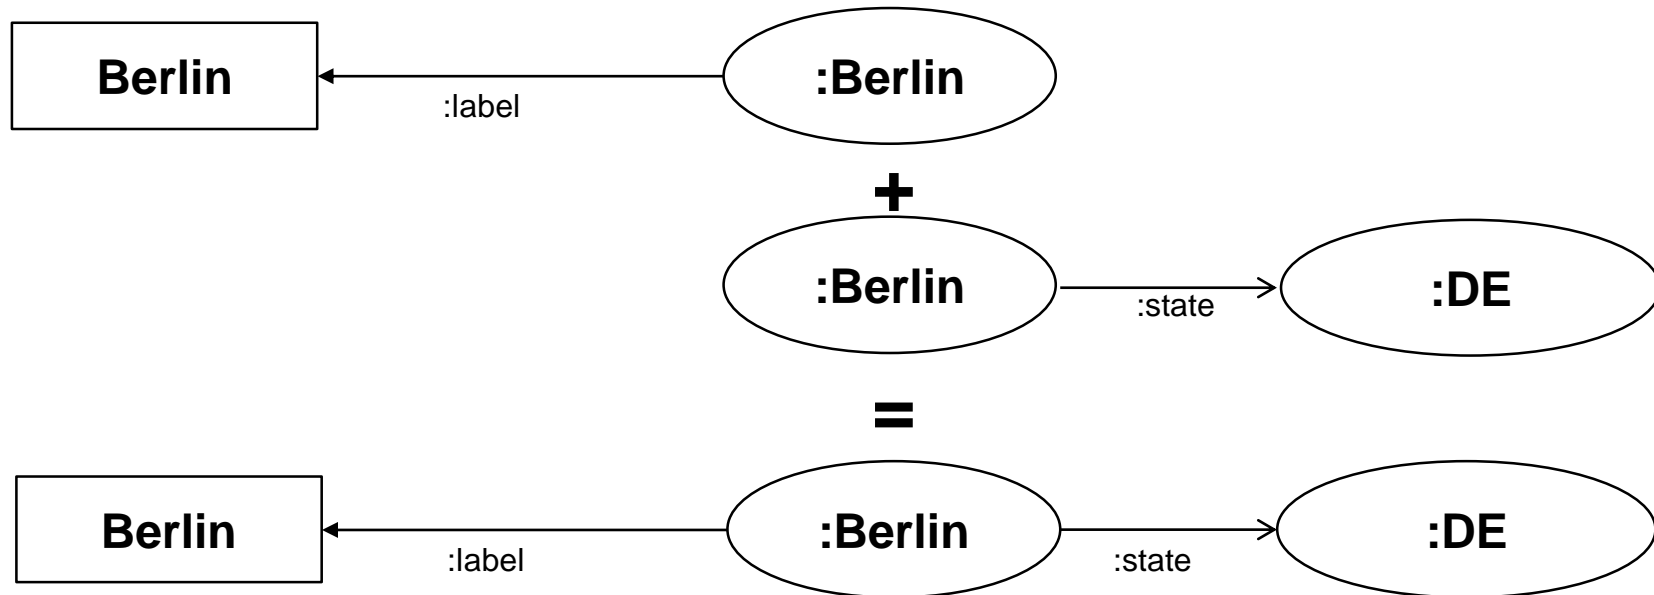 Berlin
:label
:Berlin
+
:Berlin
:state
:DE
=
Berlin
:label
:Berlin
:state
:DE